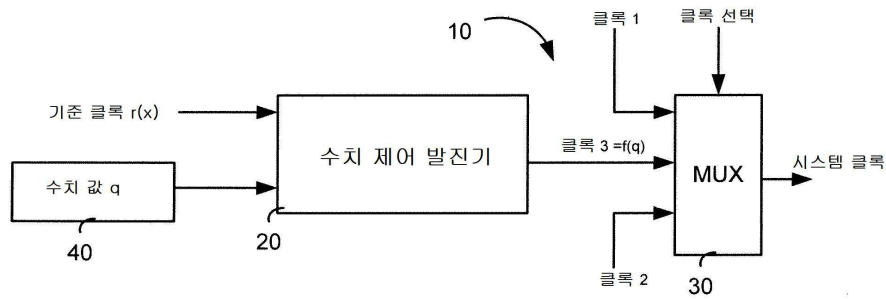 클록 1
클록 선택
10
기준 클록 r(x)
수치 제어 발진기
클록 3 =f(q)
MUX
시스템 클록
수치 값 q
40
20
클록 2
30